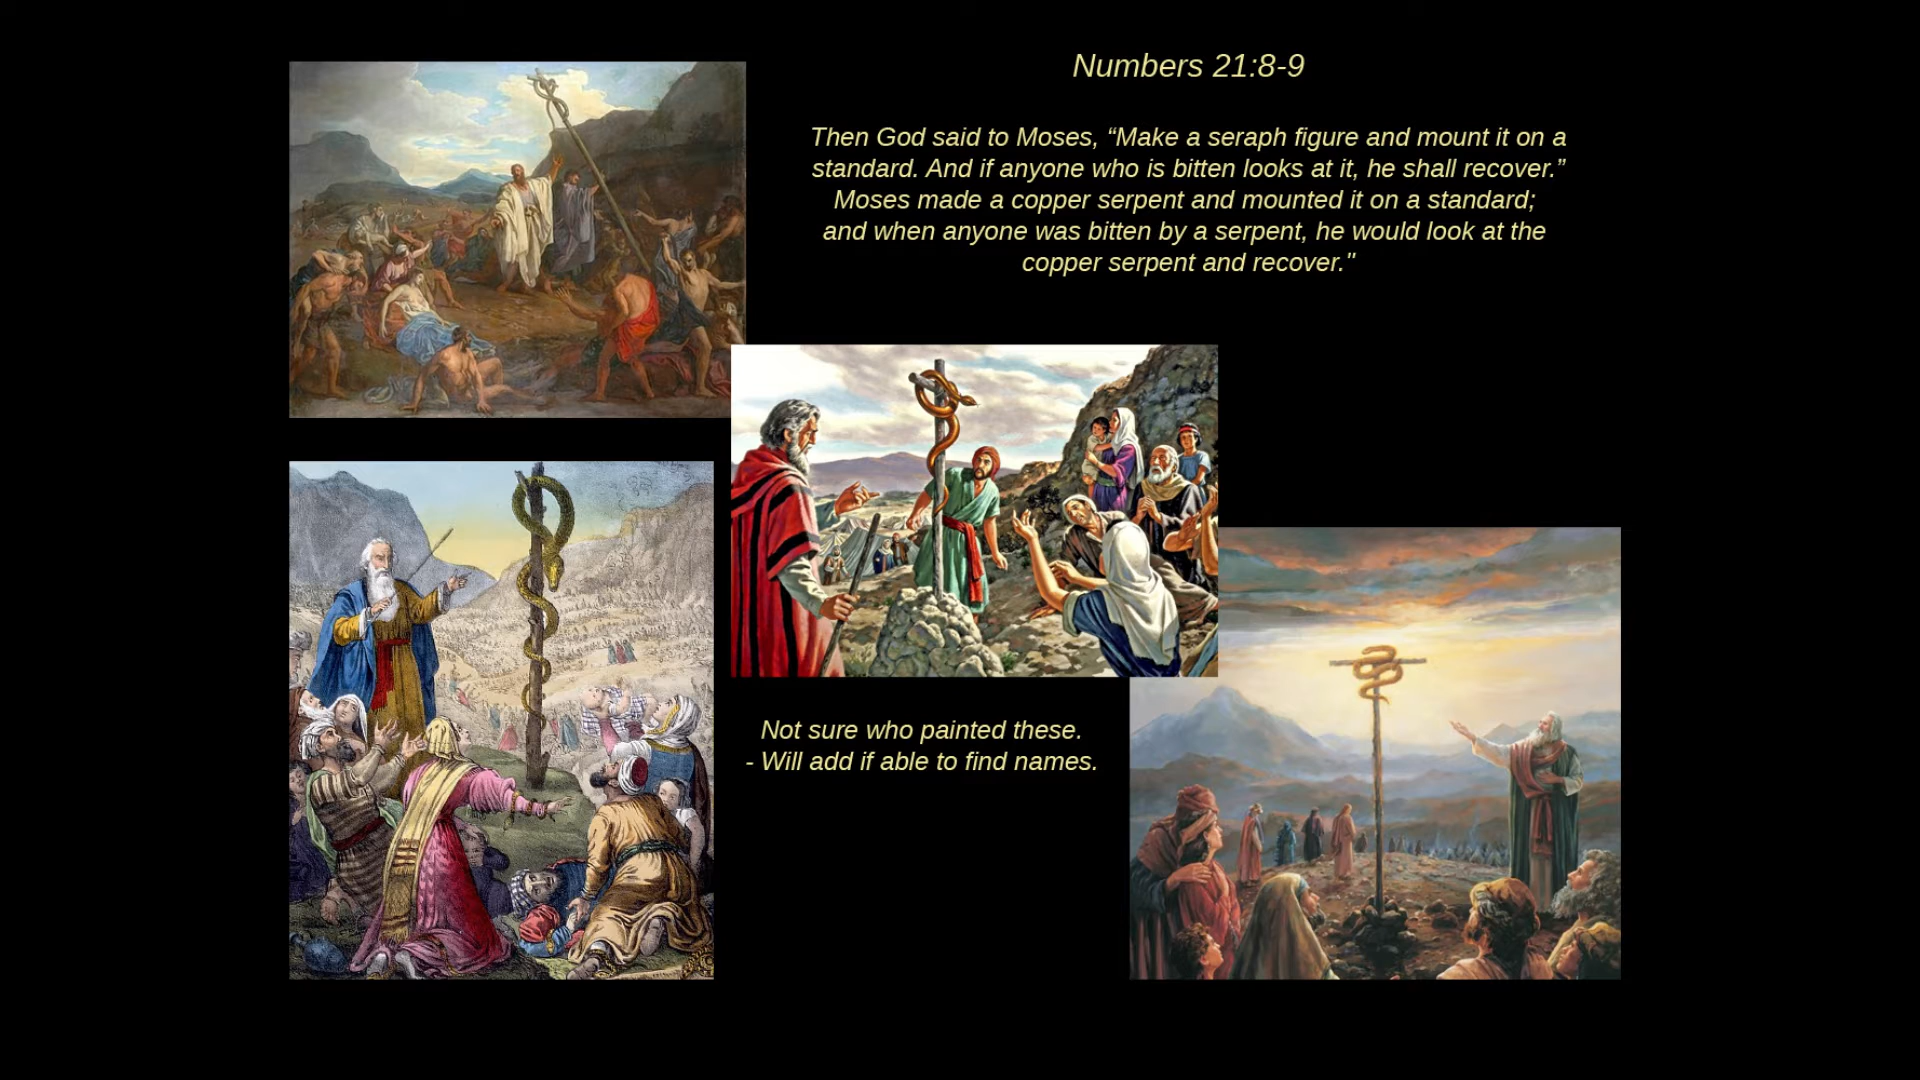 Numbers 21:8-9
Then God said to Moses, “Make a seraph figure and mount it on a
standard. And if anyone who is bitten looks at it, he shall recover.”
Moses made a copper serpent and mounted it on a standard;
and when anyone was bitten by a serpent, he would look at the
copper serpent and recover."
Not sure who painted these.
- Will add if able to find names.